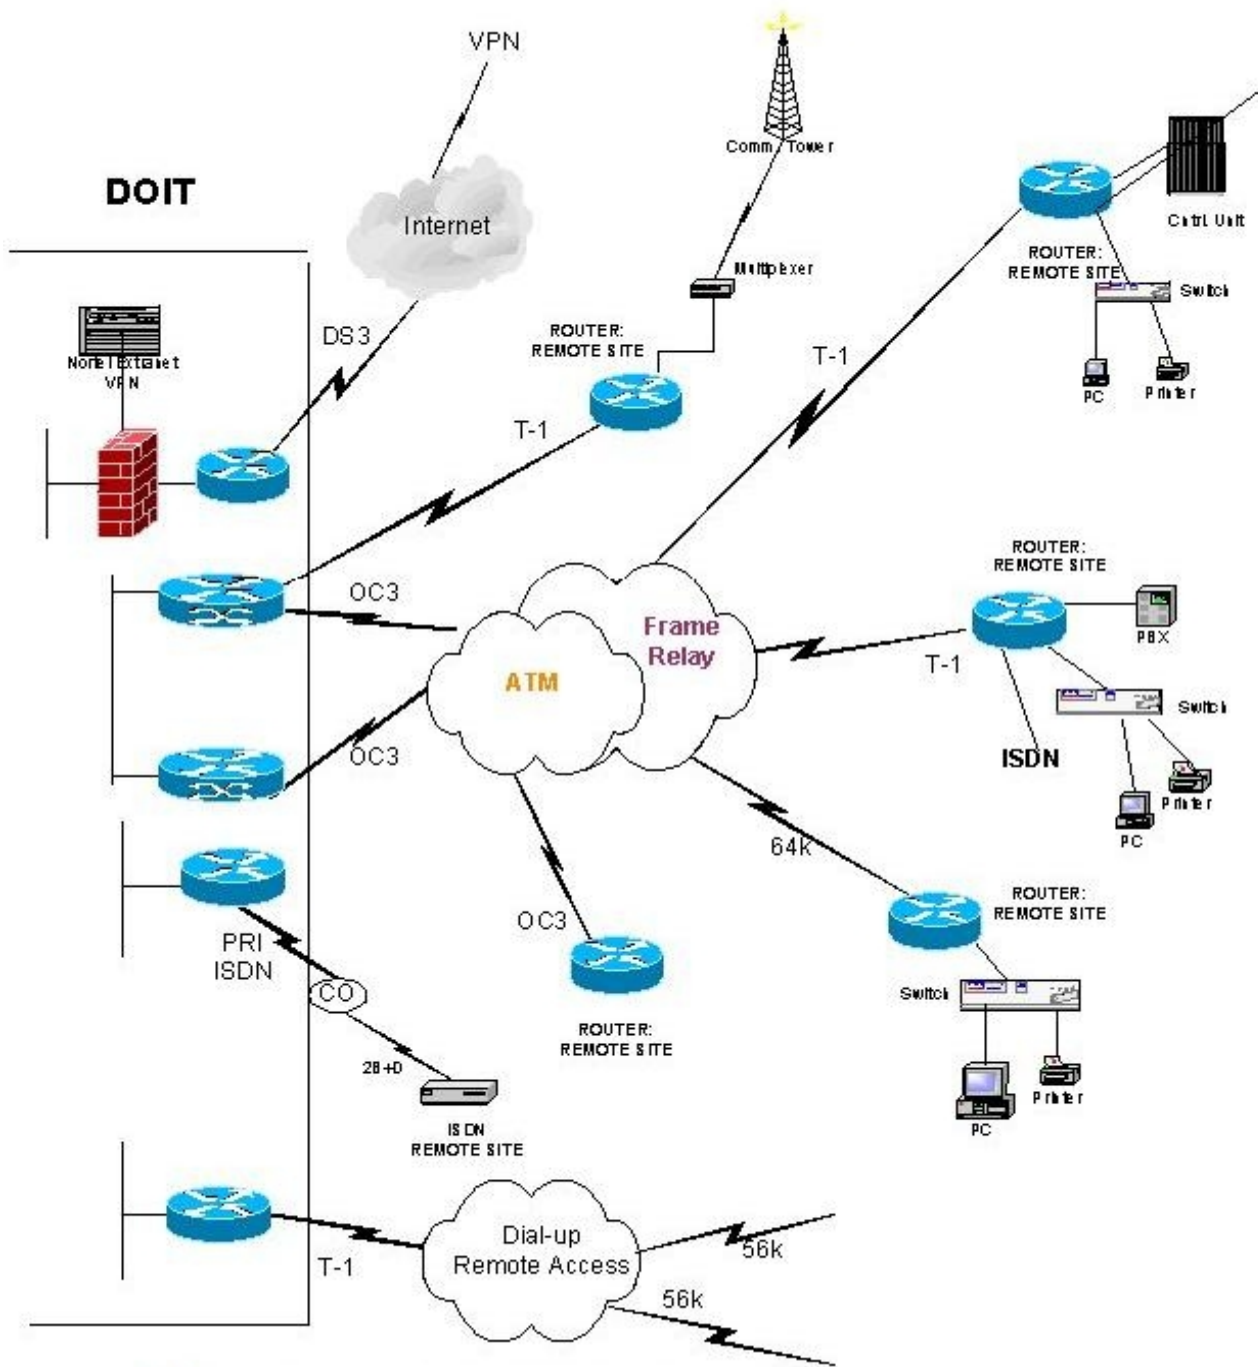 VPN
Comm. Tower
DOIT
Internet
Cntrl. Unit
Multiplexer
ROUTER:
REMOTE SITE
Switch
Nortel Extranet
VPN
DS3
ROUTER:
REMOTE SITE
T-1
PC
Printer
T-1
ROUTER:
REMOTE SITE
OC3
Frame
Relay
PBX
T-1
ATM
Switch
OC3
ISDN
Printer
PC
64k
ROUTER:
REMOTE SITE
OC3
PRI
ISDN
CO
Switch
ROUTER:
REMOTE SITE
2B+D
Printer
ISDN
REMOTE SITE
PC
Dial-up
Remote Access
56k
T-1
56k